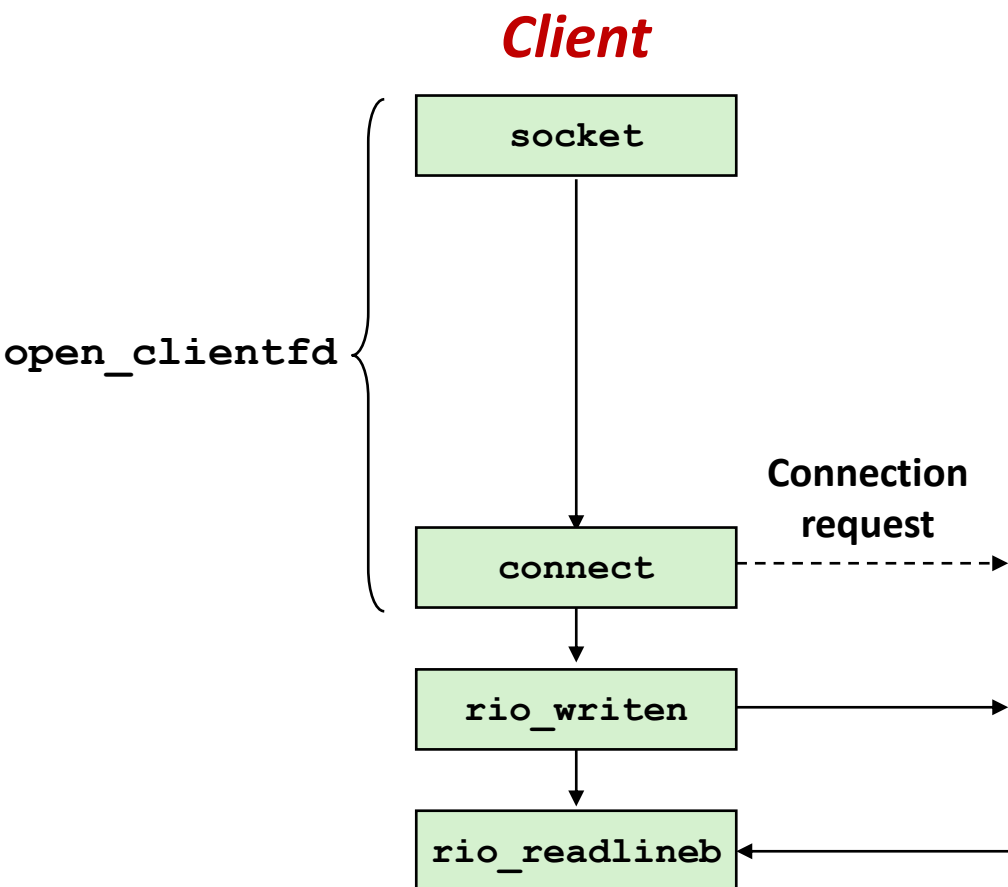 Client
socket
open_clientfd
Connection
request
connect
rio_writen
rio_readlineb